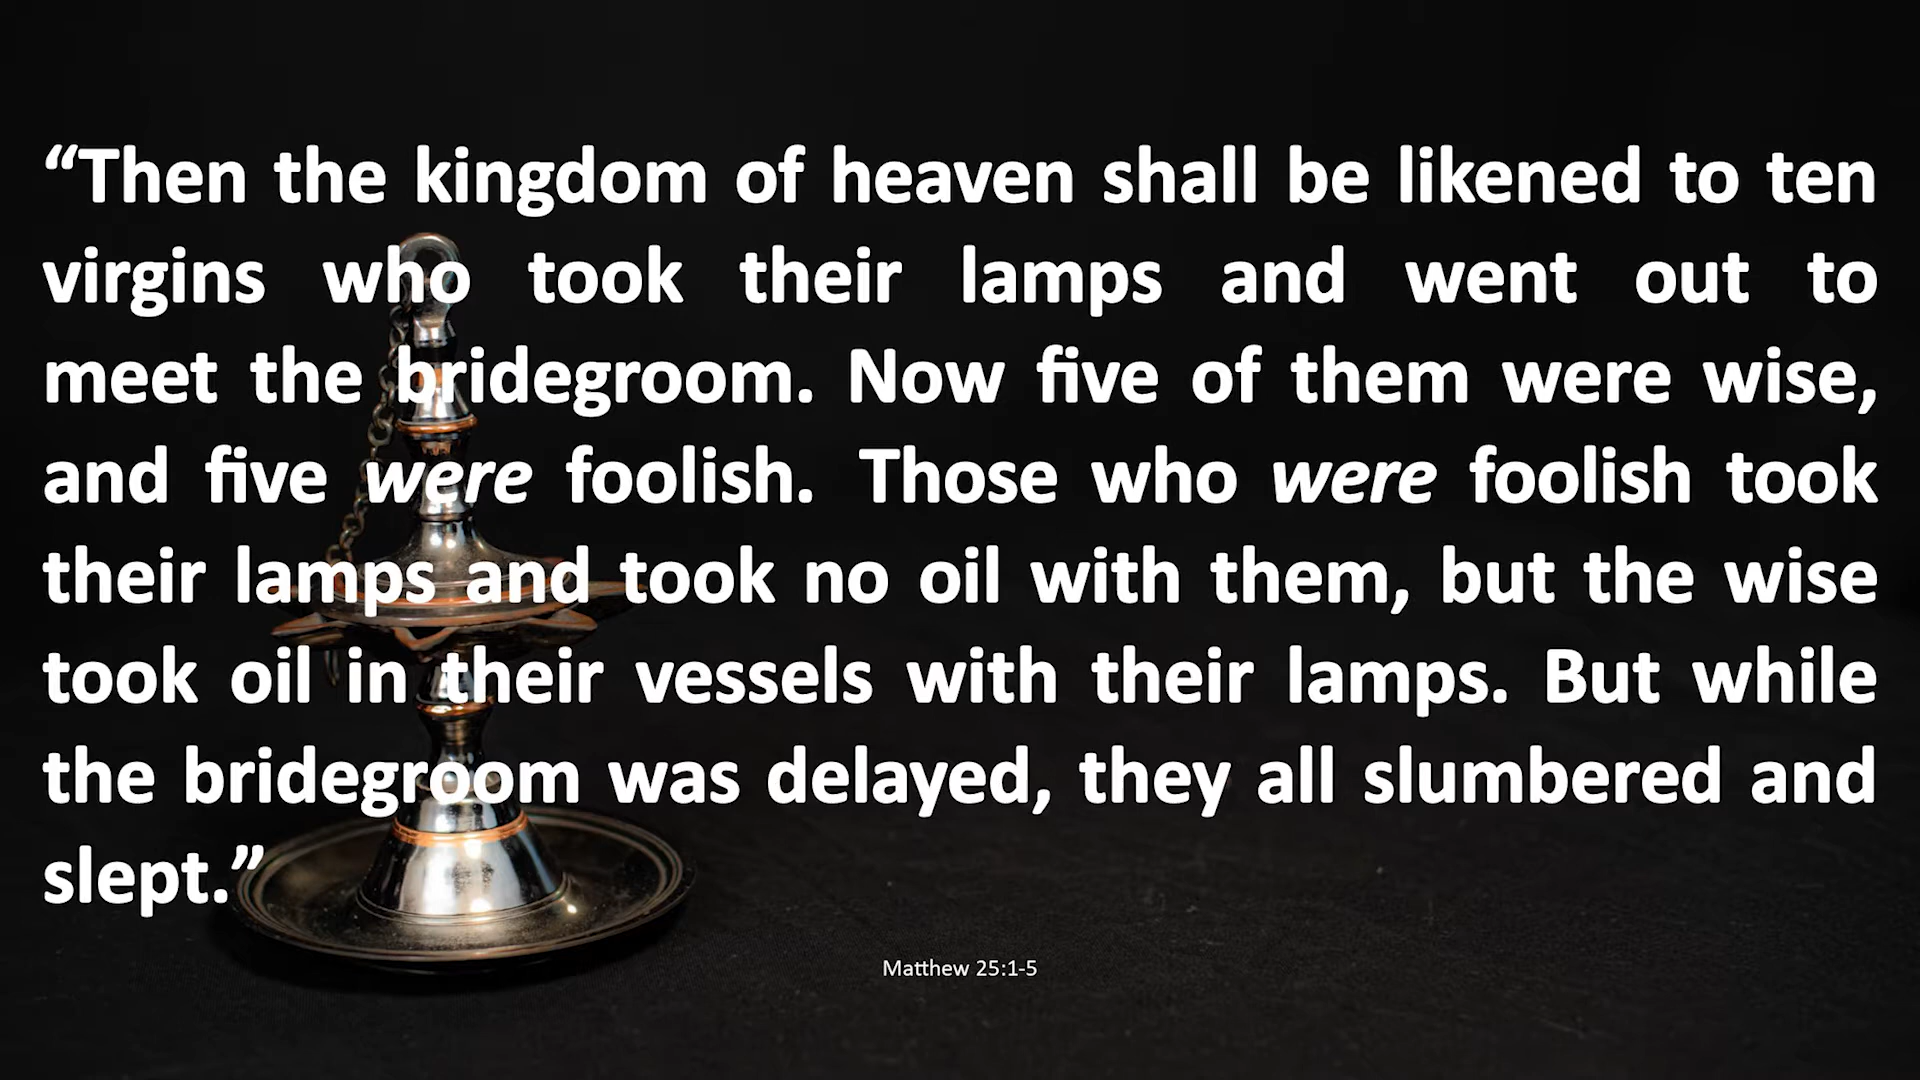 “Then the kingdom of heaven shall be likened to ten
virgins who took their lamps and went out to
meet the bridegroom. Now five of them were wise,
and five were foolish. Those who were foolish took
their lamps and took no oil with them, but the wise
took oil in their vessels with their lamps. But while
the bridegroom was delayed, they all slumbered and
slept.”
Matthew 25:1-5